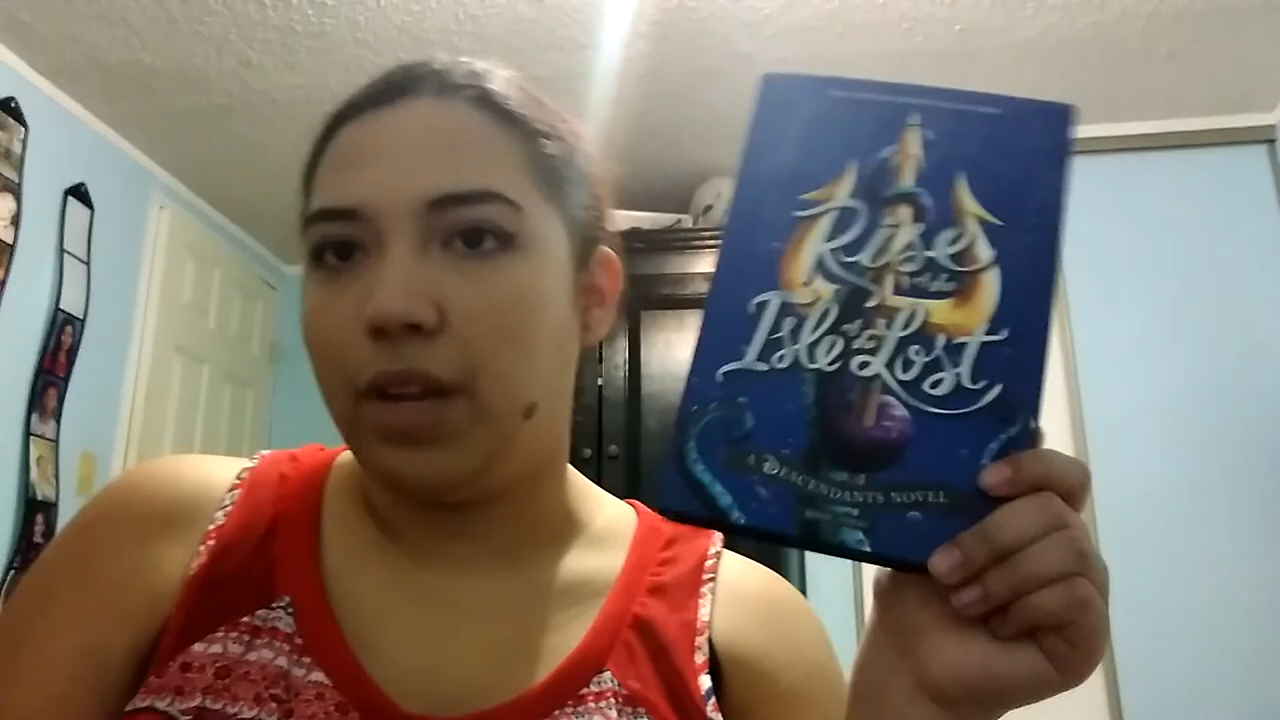 Rise
of the
Isle of the Lost
A DESCENDANTS NOVEL